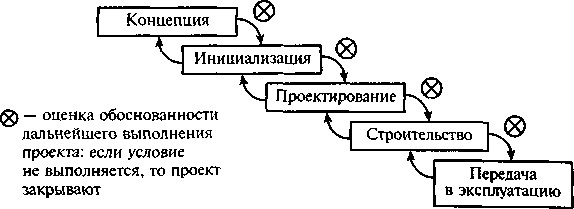 Концепция
Инициализация
Проектирование
Строительство
Передача
в эксплуатацию
— оценка обоснованности
дальнейшего выполнения
проекта: если условие
не выполняется, то проект
закрывают